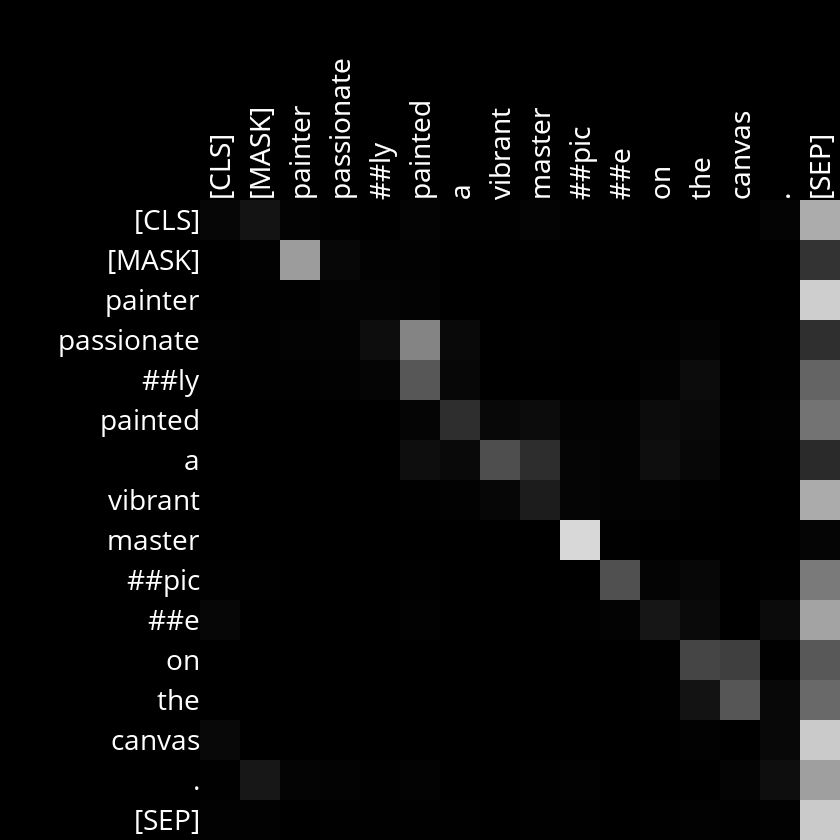 [CLS]
[MASK]
painter
passionate
##ly
painted
a
vibrant
master
##pic
##e
on
the
canvas
.
[SEP]
[CLS]
[MASK]
painter
passionate
##ly
painted
a
vibrant
master
##pic
##e
on
the
canvas
.
[SEP]